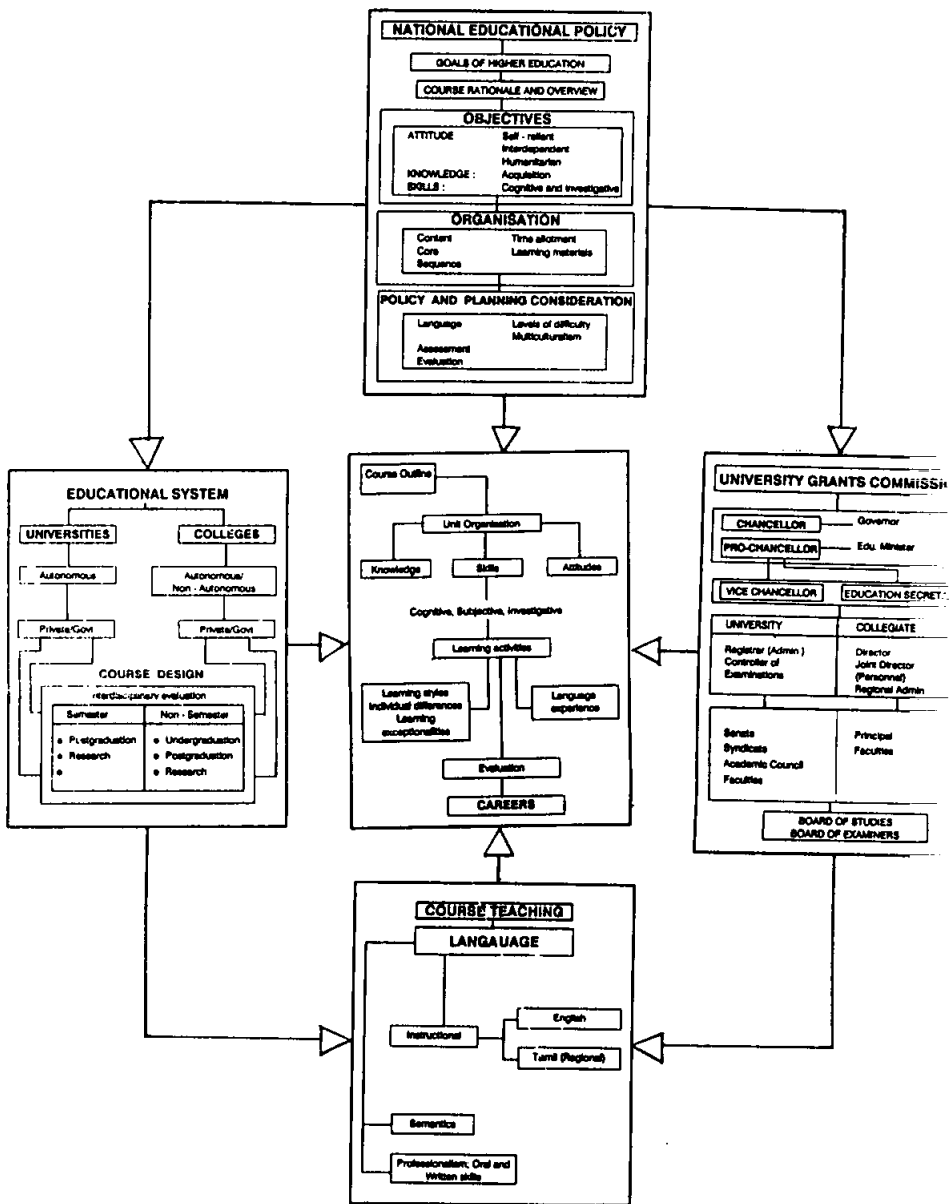 NATIONAL EDUCATIONAL POLICY
GOALS OF HIGHER EDUCATION
COURSE RATIONALE AND OVERVIEW
OBJECTIVES
ATTITUDE Self - reliant
Interdependent
Humanitarian
KNOWLEDGE : Acquisition
SKILLS : Cognitive and Investigative
ORGANISATION
Content Time allotment
Core Learning materials
Sequence
POLICY AND PLANNING CONSIDERATION
Language Levels of difficulty
Multiculturalism
Assessment
Evaluation
EDUCATIONAL SYSTEM
UNIVERSITIES COLLEGES
Autonomous Autonomous/
Non - Autonomous
Private/Govt Private/Govt
COURSE DESIGN
Interdisciplinary evaluation
Semester Non - Semester
• Postgraduation • Undergraduation
• Research • Postgraduation
• • Research
Course Outline
Unit Organisation
Knowledge Skills Attitudes
Cognitive, Subjective, Investigative
Learning activities
Learning styles
Individual differences
Learning
exceptionalities
Language
experience
Evaluation
CAREERS
UNIVERSITY GRANTS COMMISSI
CHANCELLOR Governor
PRO-CHANCELLOR Edu. Minister
VICE CHANCELLOR EDUCATION SECRET
UNIVERSITY COLLEGIATE
Registrer (Admin ) Director
Controller of Joint Director
Examinations (Personnel)
Regional Admin
Senate Principal
Syndicate Faculties
Academic Council
Faculties
BOARD OF STUDIES
BOARD OF EXAMINERS
COURSE TEACHING
LANGAUAGE
Instructional
English
Tamil (Regional)
Semantics
Professionalism; Oral and
Written skills